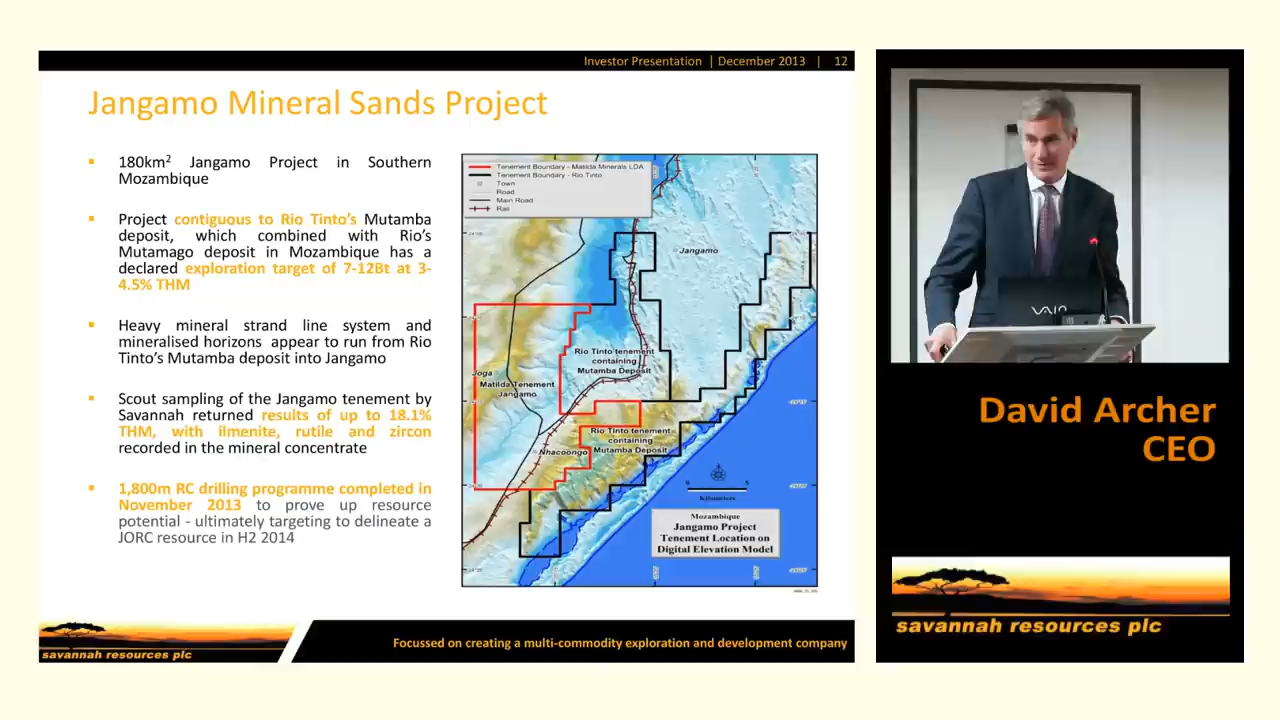 Investor Presentation | December 2013 | 12
Jangamo Mineral Sands Project
▪ 180km² Jangamo Project in Southern
Mozambique
▪ Project contiguous to Rio Tinto’s Mutamba
deposit, which combined with Rio’s
Mutamago deposit in Mozambique has a
declared exploration target of 7-12Bt at 3-
4.5% THM
▪ Heavy mineral strand line system and
mineralised horizons appear to run from Rio
Tinto’s Mutamba deposit into Jangamo
▪ Scout sampling of the Jangamo tenement by
Savannah returned results of up to 18.1%
THM, with ilmenite, rutile and zircon
recorded in the mineral concentrate
▪ 1,800m RC drilling programme completed in
November 2013 to prove up resource
potential - ultimately targeting to delineate a
JORC resource in H2 2014
Tenement Boundary - Matilda Minerals LDA
Tenement Boundary - Rio Tinto
Town
Road
Main Road
Rail
Jangamo
Rio Tinto tenement
containing
Mutamba Deposit
Joga
Matilda Tenement
Jangamo
Rio Tinto tenement
containing
Mutamba Deposit
Nhacoongo
Kilometers
Mozambique
Jangamo Project
Tenement Location on
Digital Elevation Model
savannah resources plc
Focussed on creating a multi-commodity exploration and development company
VAIO
David Archer
CEO
savannah resources plc